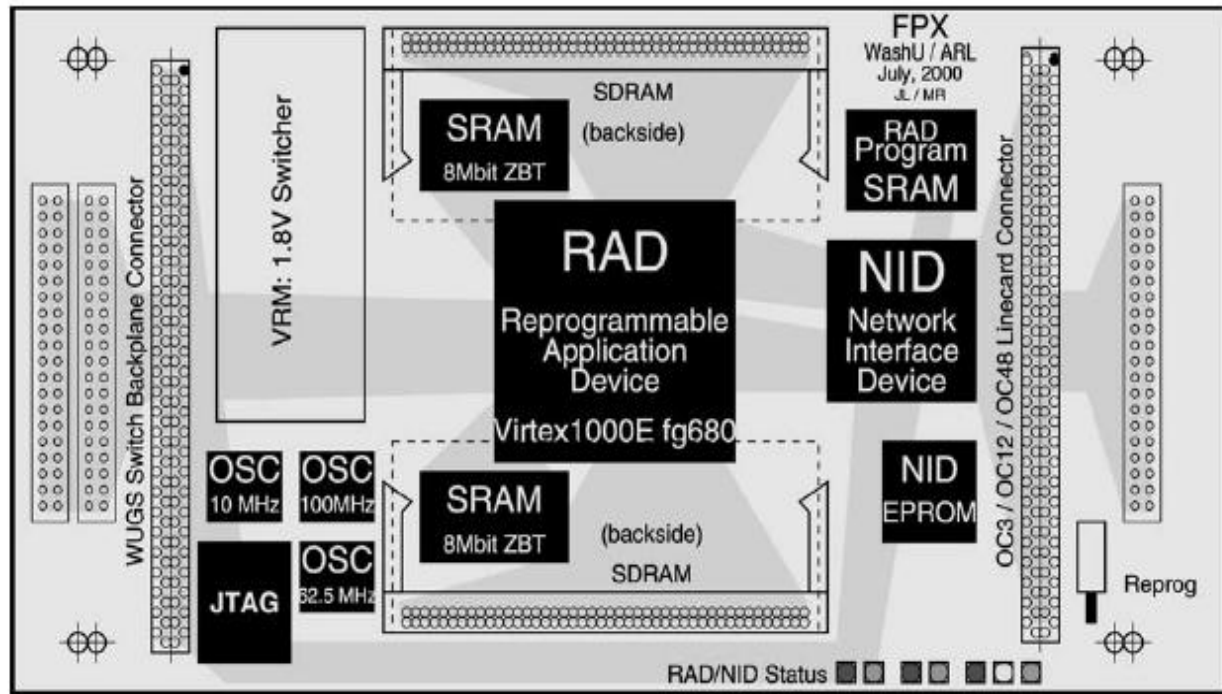 FPX
WashU / ARL
July, 2000
JL / MR
SDRAM
(backside)
SRAM
8Mbit ZBT
RAD
Program
SRAM
WUGS Switch Backplane Connector
VRM: 1.8V Switcher
RAD
Reprogrammable
Application
Device
Virtex1000E fg680
NID
Network
Interface
Device
OC3 / OC12 / OC48 Linecard Connector
OSC
10 MHz
OSC
100MHz
SRAM
8Mbit ZBT
(backside)
SDRAM
NID
EPROM
JTAG
OSC
62.5 MHz
Reprog
RAD/NID Status